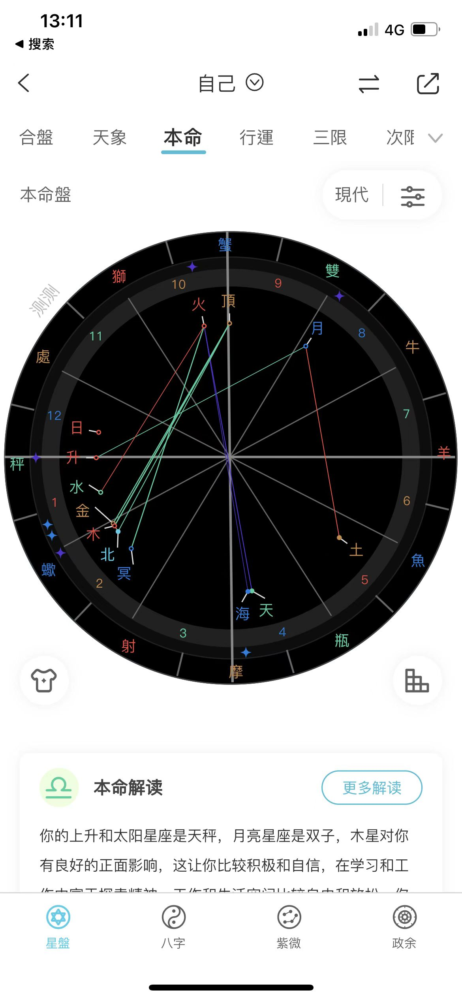 13:11
4G
搜索
自己
合盤 天象 本命 行運 三限 次限
本命盤
現代
测测
蟹
獅
雙
10
9
火
頂
月
11
8
處
牛
12
7
日
升
羊
秤
水
1
6
金
木
北
土
蠍
魚
冥
2
5
海
天
3
4
射
瓶
摩
本命解读
更多解读
你的上升和太阳星座是天秤，月亮星座是双子，木星对你
有良好的正面影响，这让你比较积极和自信，在学习和工
星盤 八字 紫微 政余